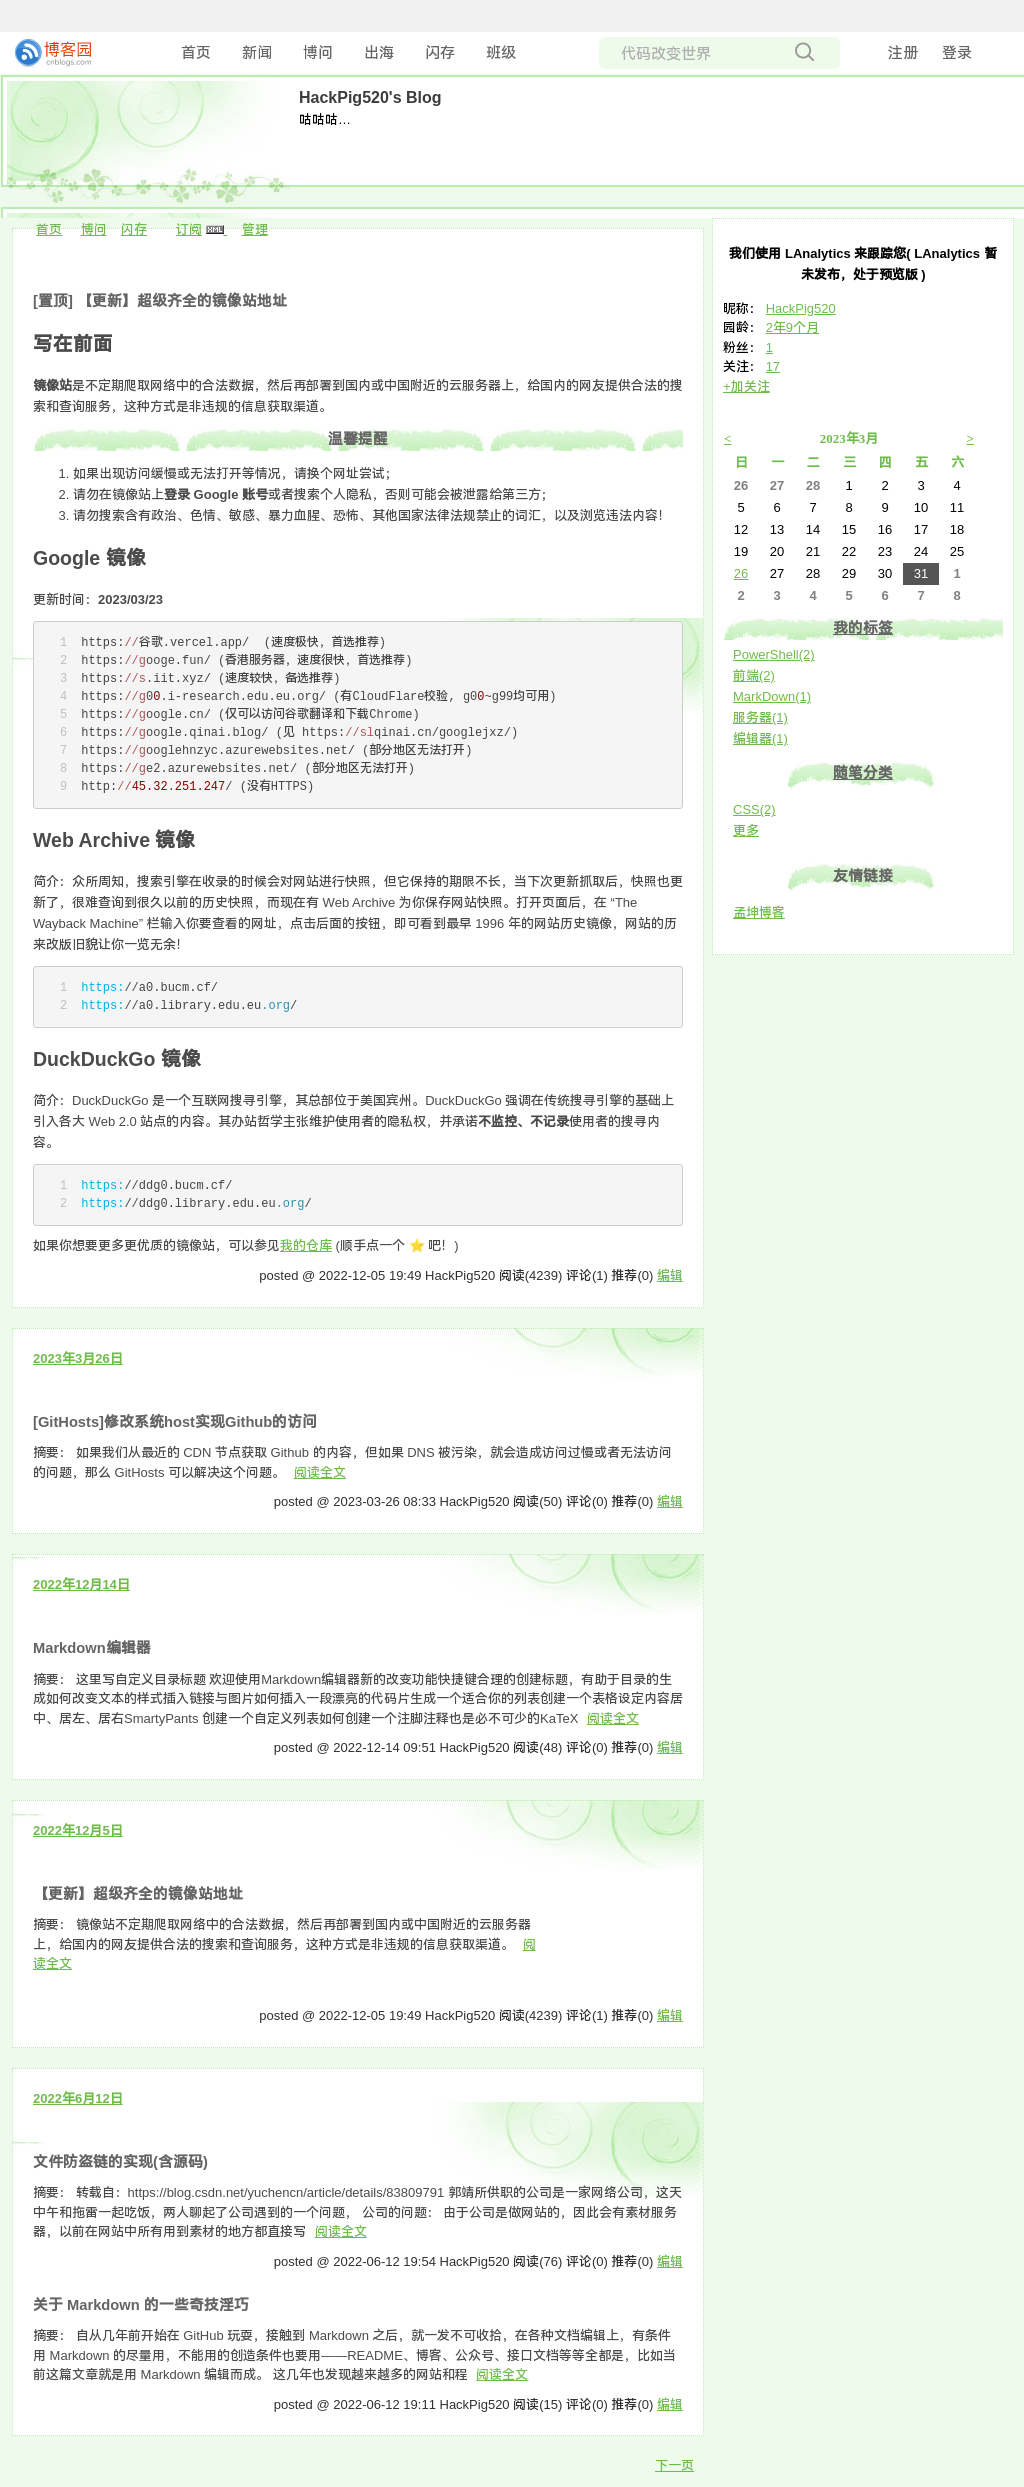 博客园
cnblogs.com
首页 新闻 博问 出海 闪存 班级
代码改变世界
注册 登录
HackPig520's Blog
咕咕咕…
首页 博问 闪存 订阅 XML 管理
[置顶] 【更新】超级齐全的镜像站地址
写在前面
镜像站是不定期爬取网络中的合法数据，然后再部署到国内或中国附近的云服务器上，给国内的网友提供合法的搜
索和查询服务，这种方式是非违规的信息获取渠道。
温馨提醒
1. 如果出现访问缓慢或无法打开等情况，请换个网址尝试；
2. 请勿在镜像站上登录 Google 账号或者搜索个人隐私，否则可能会被泄露给第三方；
3. 请勿搜索含有政治、色情、敏感、暴力血腥、恐怖、其他国家法律法规禁止的词汇，以及浏览违法内容！
Google 镜像
更新时间：2023/03/23
1 https://谷歌.vercel.app/  (速度极快，首选推荐)
2 https://googe.fun/ (香港服务器，速度很快，首选推荐)
3 https://s.iit.xyz/ (速度较快，备选推荐)
4 https://g00.i-research.edu.eu.org/ (有CloudFlare校验, g00~g99均可用)
5 https://google.cn/ (仅可以访问谷歌翻译和下载Chrome)
6 https://google.qinai.blog/ (见 https://slqinai.cn/googlejxz/)
7 https://googlehnzyc.azurewebsites.net/ (部分地区无法打开)
8 https://ge2.azurewebsites.net/ (部分地区无法打开)
9 http://45.32.251.247/ (没有HTTPS)
Web Archive 镜像
简介：众所周知，搜索引擎在收录的时候会对网站进行快照，但它保持的期限不长，当下次更新抓取后，快照也更
新了，很难查询到很久以前的历史快照，而现在有 Web Archive 为你保存网站快照。打开页面后，在 “The
Wayback Machine” 栏输入你要查看的网址，点击后面的按钮，即可看到最早 1996 年的网站历史镜像，网站的历
来改版旧貌让你一览无余！
1 https://a0.bucm.cf/
2 https://a0.library.edu.eu.org/
DuckDuckGo 镜像
简介：DuckDuckGo 是一个互联网搜寻引擎，其总部位于美国宾州。DuckDuckGo 强调在传统搜寻引擎的基础上
引入各大 Web 2.0 站点的内容。其办站哲学主张维护使用者的隐私权，并承诺不监控、不记录使用者的搜寻内
容。
1 https://ddg0.bucm.cf/
2 https://ddg0.library.edu.eu.org/
如果你想要更多更优质的镜像站，可以参见我的仓库 (顺手点一个 ⭐ 吧！)
posted @ 2022-12-05 19:49 HackPig520 阅读(4239) 评论(1) 推荐(0) 编辑
2023年3月26日
[GitHosts]修改系统host实现Github的访问
摘要： 如果我们从最近的 CDN 节点获取 Github 的内容，但如果 DNS 被污染，就会造成访问过慢或者无法访问
的问题，那么 GitHosts 可以解决这个问题。 阅读全文
posted @ 2023-03-26 08:33 HackPig520 阅读(50) 评论(0) 推荐(0) 编辑
2022年12月14日
Markdown编辑器
摘要： 这里写自定义目录标题 欢迎使用Markdown编辑器新的改变功能快捷键合理的创建标题，有助于目录的生
成如何改变文本的样式插入链接与图片如何插入一段漂亮的代码片生成一个适合你的列表创建一个表格设定内容居
中、居左、居右SmartyPants 创建一个自定义列表如何创建一个注脚注释也是必不可少的KaTeX 阅读全文
posted @ 2022-12-14 09:51 HackPig520 阅读(48) 评论(0) 推荐(0) 编辑
2022年12月5日
【更新】超级齐全的镜像站地址
摘要： 镜像站不定期爬取网络中的合法数据，然后再部署到国内或中国附近的云服务器
上，给国内的网友提供合法的搜索和查询服务，这种方式是非违规的信息获取渠道。 阅
读全文
posted @ 2022-12-05 19:49 HackPig520 阅读(4239) 评论(1) 推荐(0) 编辑
2022年6月12日
文件防盗链的实现(含源码)
摘要： 转载自：https://blog.csdn.net/yuchencn/article/details/83809791 郭靖所供职的公司是一家网络公司，这天
中午和拖雷一起吃饭，两人聊起了公司遇到的一个问题， 公司的问题： 由于公司是做网站的，因此会有素材服务
器，以前在网站中所有用到素材的地方都直接写 阅读全文
posted @ 2022-06-12 19:54 HackPig520 阅读(76) 评论(0) 推荐(0) 编辑
关于 Markdown 的一些奇技淫巧
摘要： 自从几年前开始在 GitHub 玩耍，接触到 Markdown 之后，就一发不可收拾，在各种文档编辑上，有条件
用 Markdown 的尽量用，不能用的创造条件也要用——README、博客、公众号、接口文档等等全都是，比如当
前这篇文章就是用 Markdown 编辑而成。 这几年也发现越来越多的网站和程 阅读全文
posted @ 2022-06-12 19:11 HackPig520 阅读(15) 评论(0) 推荐(0) 编辑
下一页
我们使用 LAnalytics 来跟踪您( LAnalytics 暂
未发布，处于预览版 )
昵称： HackPig520
园龄： 2年9个月
粉丝： 1
关注： 17
+加关注
< 2023年3月 >
日 一 二 三 四 五 六
26 27 28 1 2 3 4
5 6 7 8 9 10 11
12 13 14 15 16 17 18
19 20 21 22 23 24 25
26 27 28 29 30 31 1
2 3 4 5 6 7 8
我的标签
PowerShell(2)
前端(2)
MarkDown(1)
服务器(1)
编辑器(1)
随笔分类
CSS(2)
更多
友情链接
孟坤博客